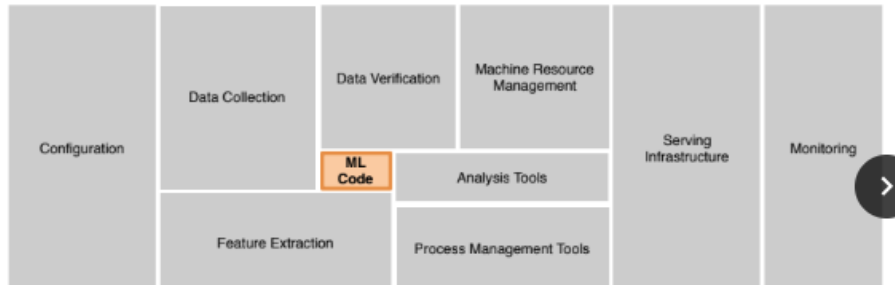 Configuration
Data Collection
Data Verification
Machine Resource
Management
ML
Code
Analysis Tools
Feature Extraction
Process Management Tools
Serving
Infrastructure
Monitoring